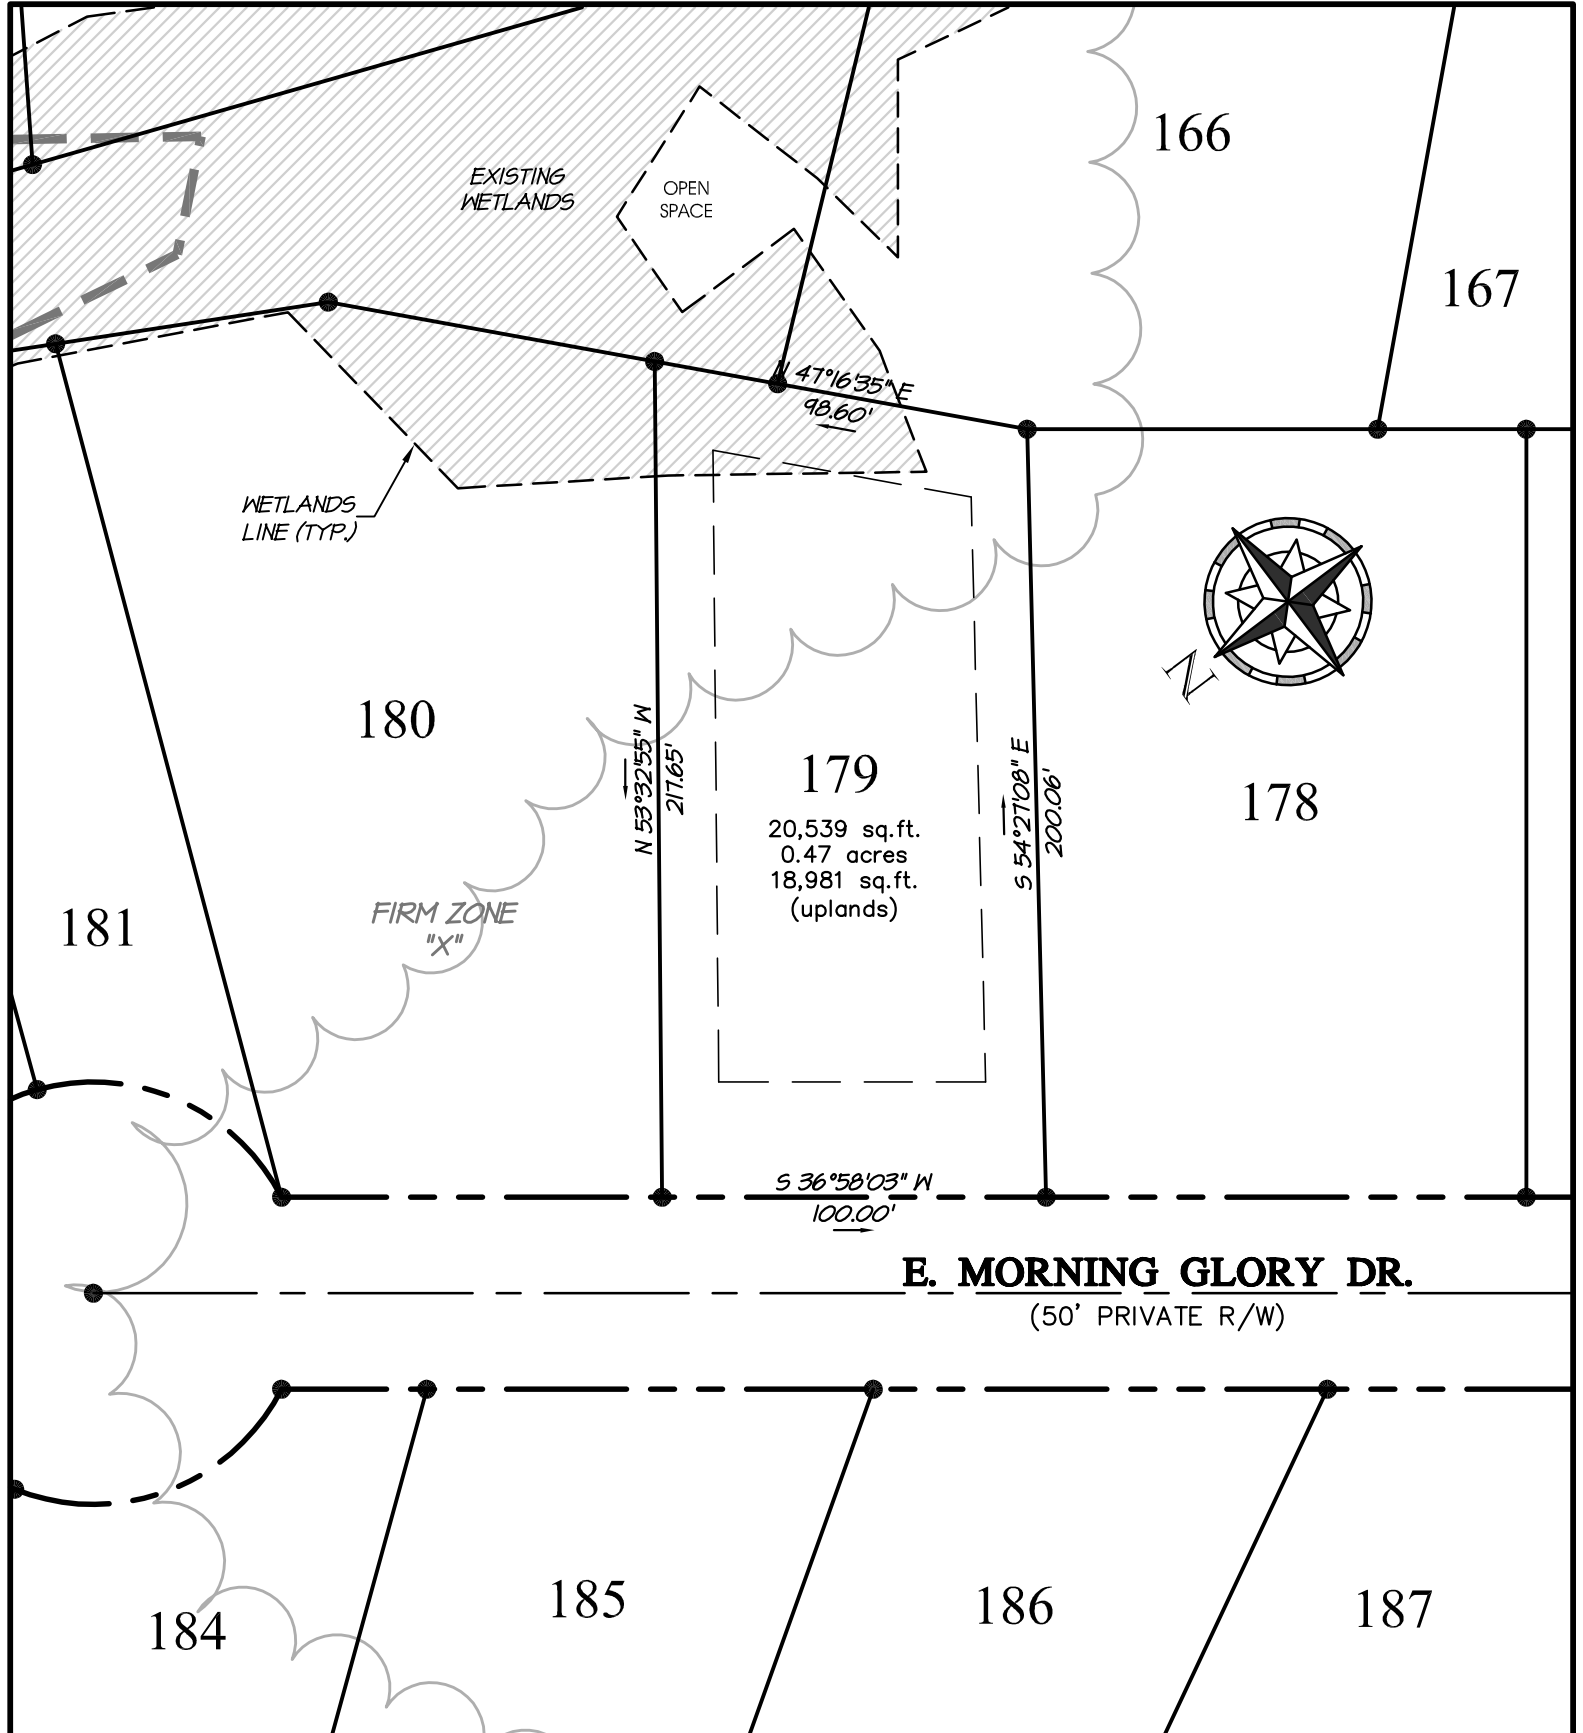 166
EXISTING
WETLANDS
OPEN
SPACE
167
N 47°16'35" E
98.60'
WETLANDS
LINE (TYP.)
N
180
N 53°32'55" W
217.65'
179
20,539 sq.ft.
0.47 acres
18,981 sq.ft.
(uplands)
S 54°27'08" E
200.06'
178
181
FIRM ZONE
"X"
S 36°58'03" W
100.00'
E. MORNING GLORY DR.
(50' PRIVATE R/W)
184
185
186
187